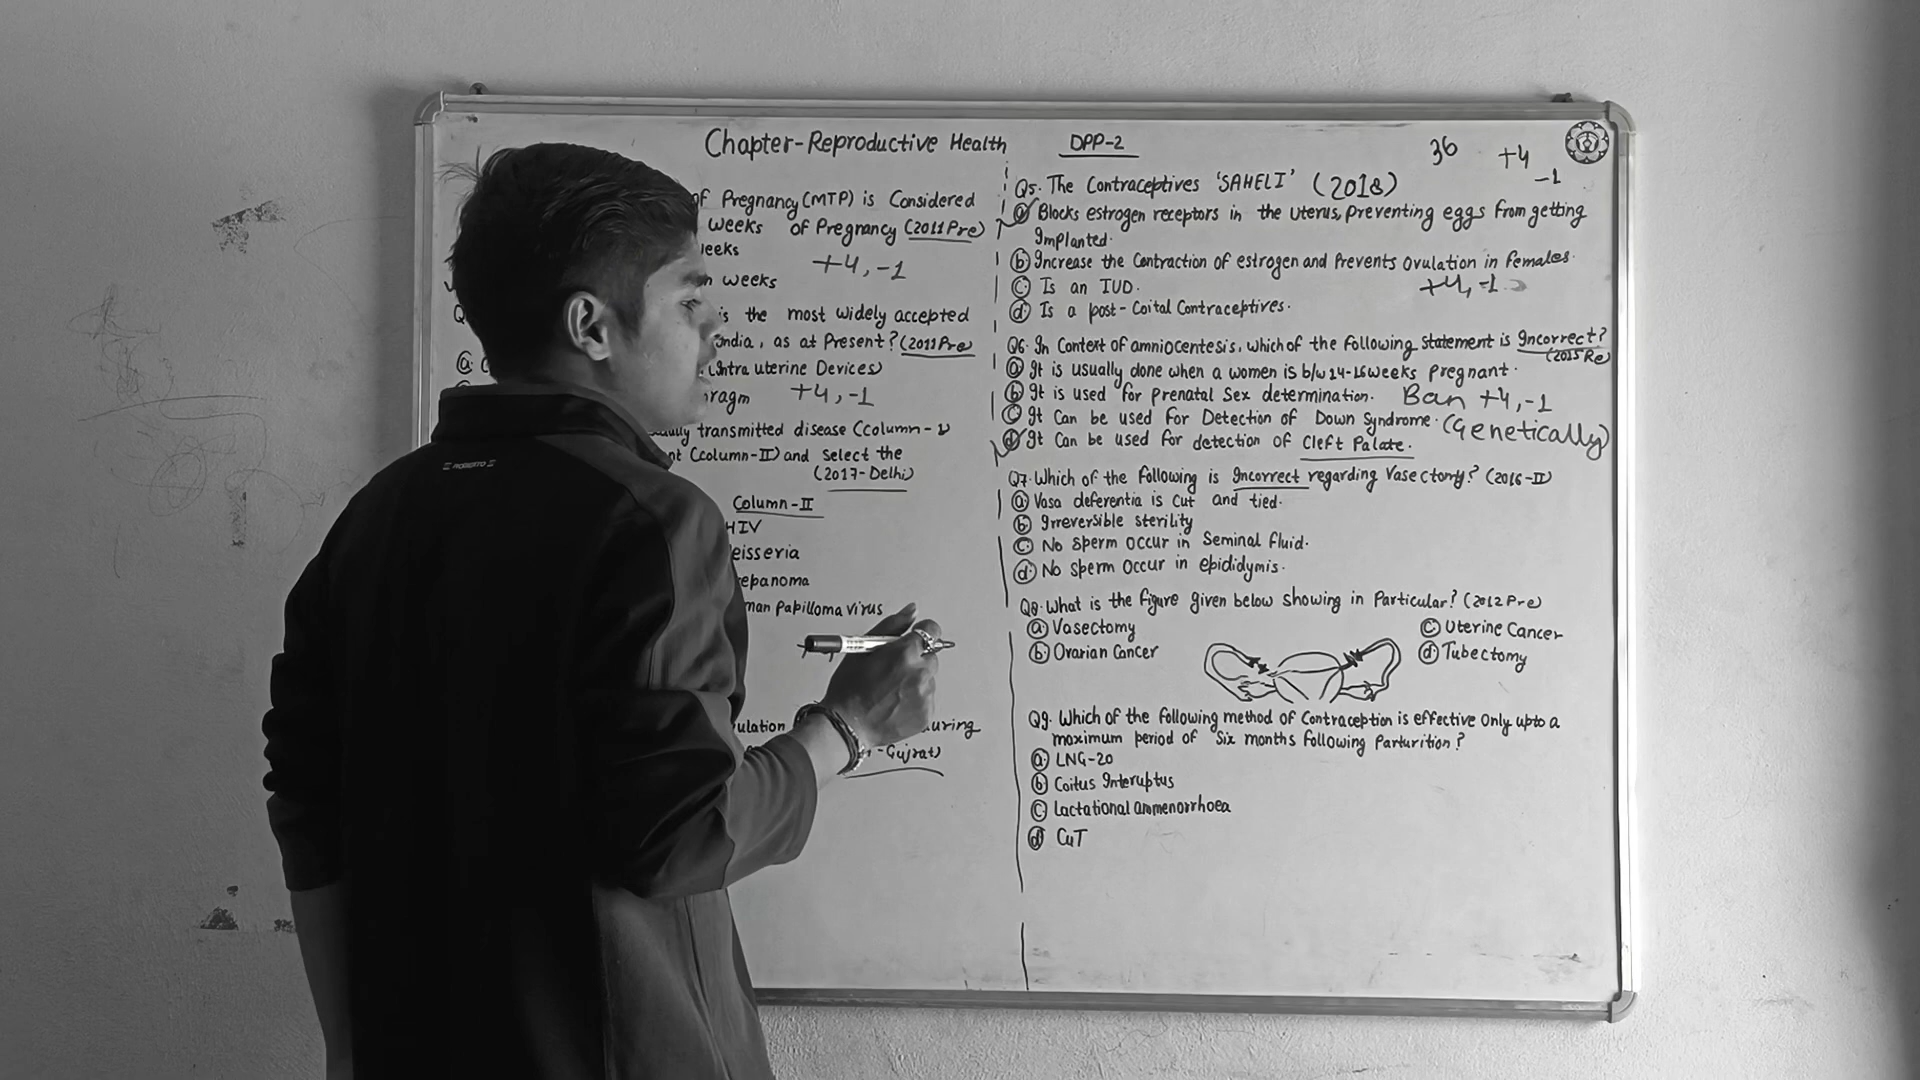 Chapter-Reproductive Health DPP-2
36 +4
-1
of Pregnancy (MTP) is Considered
weeks of Pregnancy (2011 Pre)
weeks
+4, -1
weeks
Q
is the most widely accepted
India, as at Present? (2011 Pre)
(Intra uterine Devices)
+4, -1
transmitted disease (Column-I)
(column-II) and select the
(2017-Delhi)
Column-II
HIV
eisseria
epanoma
man Papilloma virus
ulation uring
-Gujrat)
Q5. The Contraceptives 'SAHELI' (2018)
(a) Blocks estrogen receptors in the uterus, preventing eggs from getting
Implanted.
(b) Increase the Contraction of estrogen and Prevents Ovulation in Females.
(c) Is an IUD. +4, -1
(d) Is a post-Coital Contraceptives.
Q6. In Context of amniocentesis, which of the following statement is Incorrect?
(2015 Re)
(a) It is usually done when a women is b/w 14-16 weeks pregnant.
(b) It is used for Prenatal Sex determination. Ban +4, -1
(c) It Can be used for Detection of Down Syndrome. (Genetically)
(d) It Can be used for detection of Cleft Palate.
Q7. Which of the following is Incorrect regarding Vasectomy? (2016-II)
(a) Vasa deferentia is cut and tied.
(b) Irreversible sterility
(c) No sperm occur in Seminal fluid.
(d) No sperm occur in epididymis.
Q8. What is the figure given below showing in Particular? (2012 Pre)
(a) Vasectomy (c) Uterine Cancer
(b) Ovarian Cancer (d) Tubectomy
Q9. Which of the following method of Contraception is effective Only upto a
maximum period of Six months following Parturition?
(a) LNG-20
(b) Coitus Interuptus
(c) Lactational ammenorrhoea
(d) CuT